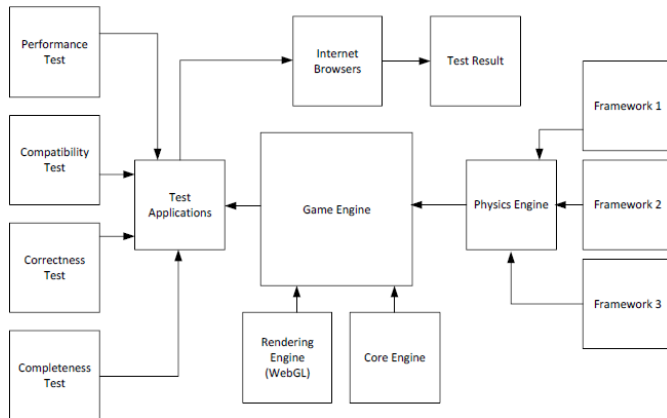 Performance
Test
Internet
Browsers
Test Result
Framework 1
Compatibility
Test
Test
Applications
Game Engine
Physics Engine
Framework 2
Correctness
Test
Framework 3
Rendering
Engine
(WebGL)
Core Engine
Completeness
Test